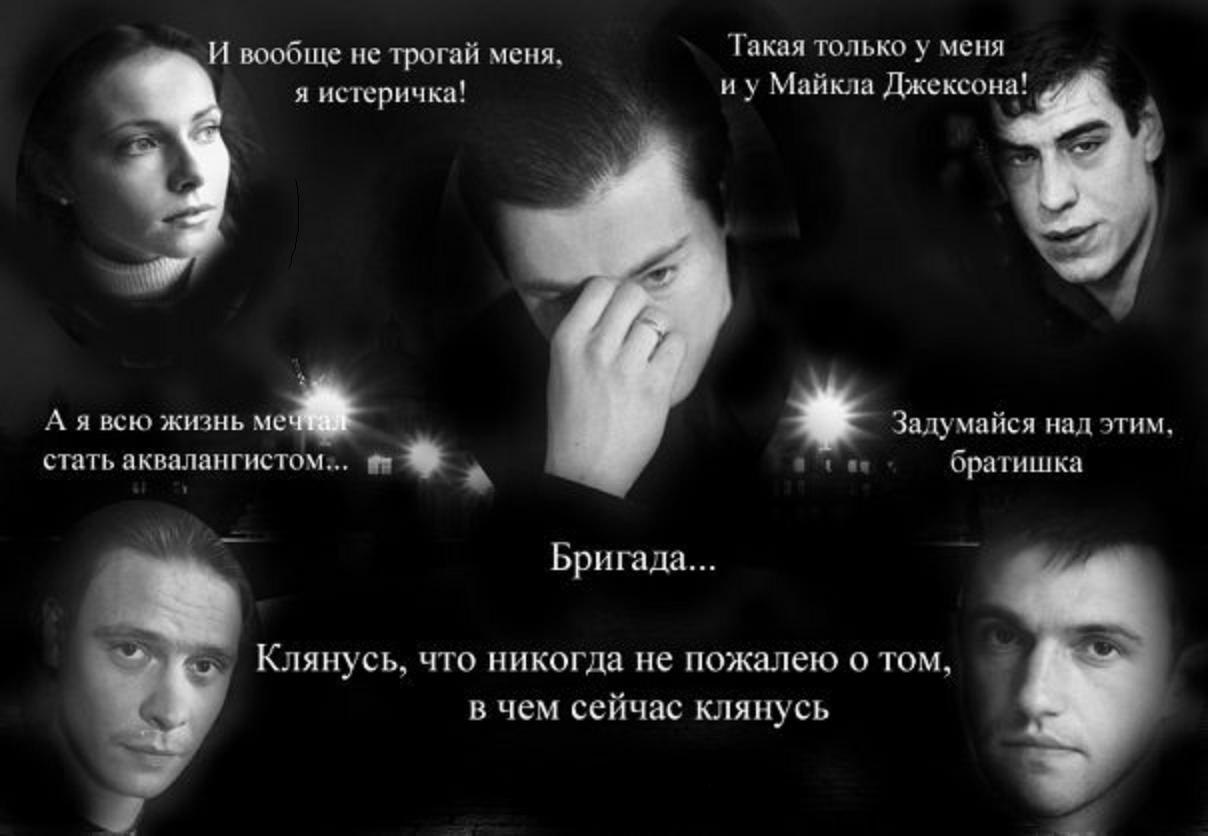 И вообще не трогай меня,
я истеричка!
Такая только у меня
и у Майкла Джексона!
А я всю жизнь мечтал
стать аквалангистом...
Задумайся над этим,
братишка
Бригада...
Клянусь, что никогда не пожалею о том,
в чем сейчас клянусь